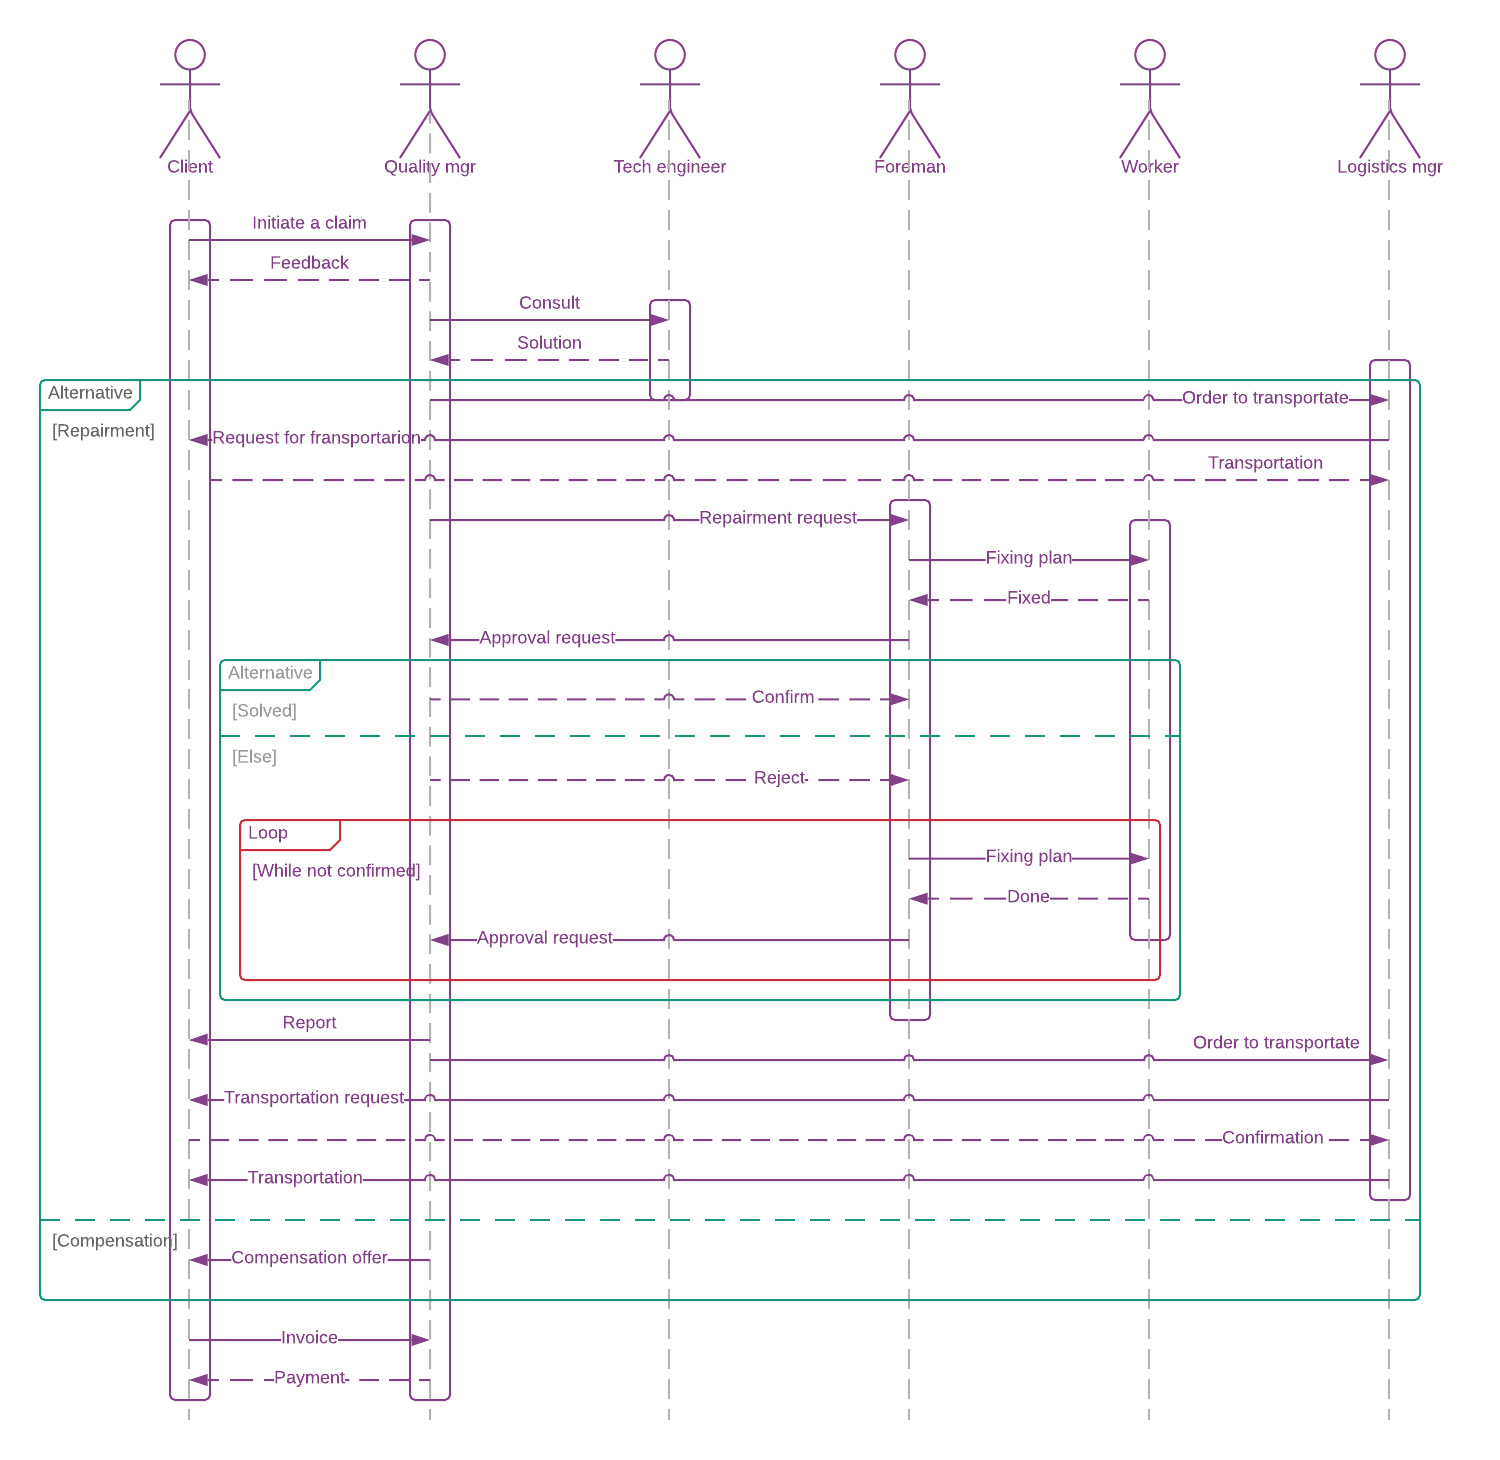 Client
Quality mgr
Tech engineer
Foreman
Worker
Logistics mgr
Initiate a claim
Feedback
Consult
Solution
Alternative
Order to transportate
[Repairment]
Request for fransportarion
Transportation
Repairment request
Fixing plan
Fixed
Approval request
Alternative
Confirm
[Solved]
[Else]
Reject
Loop
Fixing plan
[While not confirmed]
Done
Approval request
Report
Order to transportate
Transportation request
Confirmation
Transportation
[Compensation]
Compensation offer
Invoice
Payment